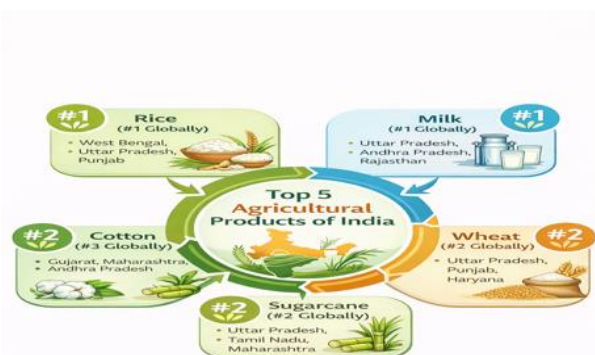 #1
Rice
(#1 Globally)
• West Bengal,
• Uttar Pradesh,
Punjab
Milk
#1
(#1 Globally)
• Uttar Pradesh,
• Andhra Pradesh,
Rajasthan
Top 5
Agricultural
Products of India
#2
Cotton
(#3 Globally)
• Gujarat, Maharashtra,
• Andhra Pradesh
Wheat
#2
(#2 Globally)
• Uttar Pradesh,
Punjab,
Haryana
#2
Sugarcane
(#2 Globally)
• Uttar Pradesh,
• Tamil Nadu,
Maharashtra